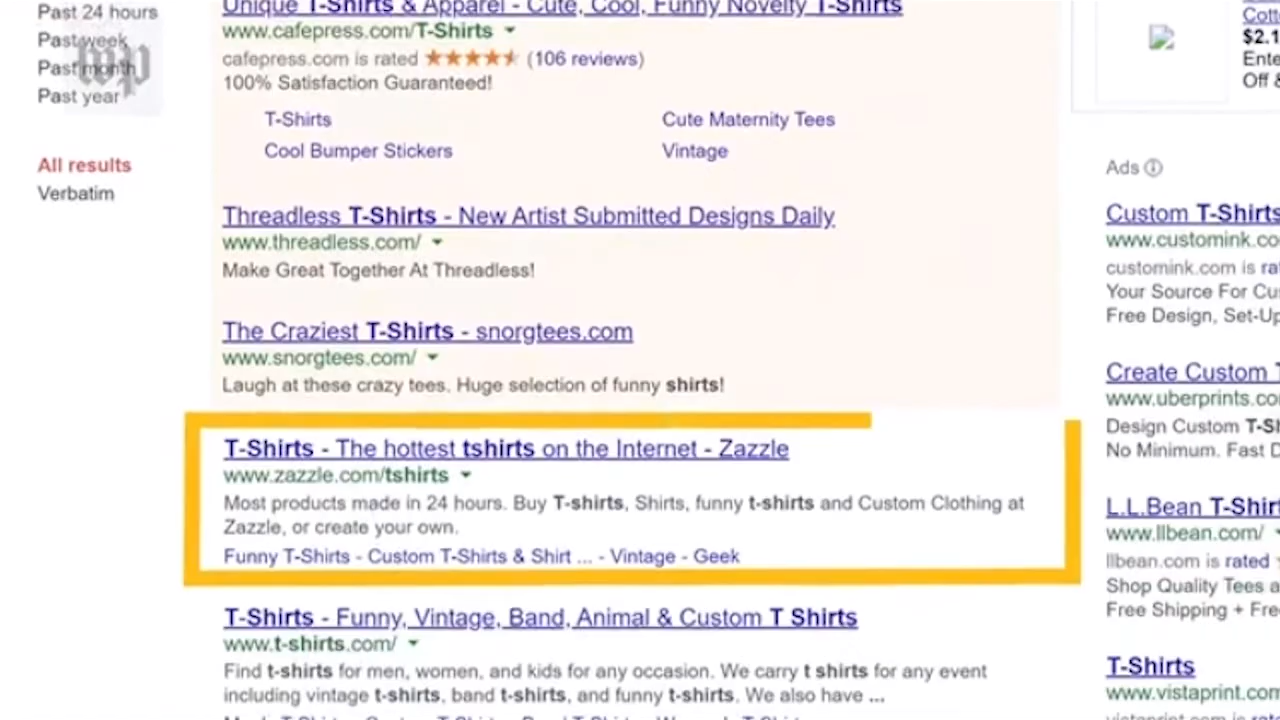 Past 24 hours
Past week
Past month
Past year
wp
All results
Verbatim
Unique T-Shirts & Apparel - Cute, Cool, Funny Novelty T-Shirts
www.cafepress.com/T-Shirts
cafepress.com is rated (106 reviews)
100% Satisfaction Guaranteed!
T-Shirts Cute Maternity Tees
Cool Bumper Stickers Vintage
Threadless T-Shirts - New Artist Submitted Designs Daily
www.threadless.com/
Make Great Together At Threadless!
The Craziest T-Shirts - snorgtees.com
www.snorgtees.com/
Laugh at these crazy tees. Huge selection of funny shirts!
T-Shirts - The hottest tshirts on the Internet - Zazzle
www.zazzle.com/tshirts
Most products made in 24 hours. Buy T-shirts, Shirts, funny t-shirts and Custom Clothing at
Zazzle, or create your own.
Funny T-Shirts - Custom T-Shirts & Shirt ... - Vintage - Geek
T-Shirts - Funny, Vintage, Band, Animal & Custom T Shirts
www.t-shirts.com/
Find t-shirts for men, women, and kids for any occasion. We carry t shirts for any event
including vintage t-shirts, band t-shirts, and funny t-shirts. We also have ...
Cott
$2.1
Ente
Off &
Ads
Custom T-Shirts
www.customink.co
customink.com is ra
Your Source For Cus
Free Design, Set-Up
Create Custom T
www.uberprints.co
Design Custom T-Sh
No Minimum. Fast D
L.L.Bean T-Shirt
www.llbean.com/
llbean.com is rated
Shop Quality Tees a
Free Shipping + Fre
T-Shirts
www.vistaprint.com